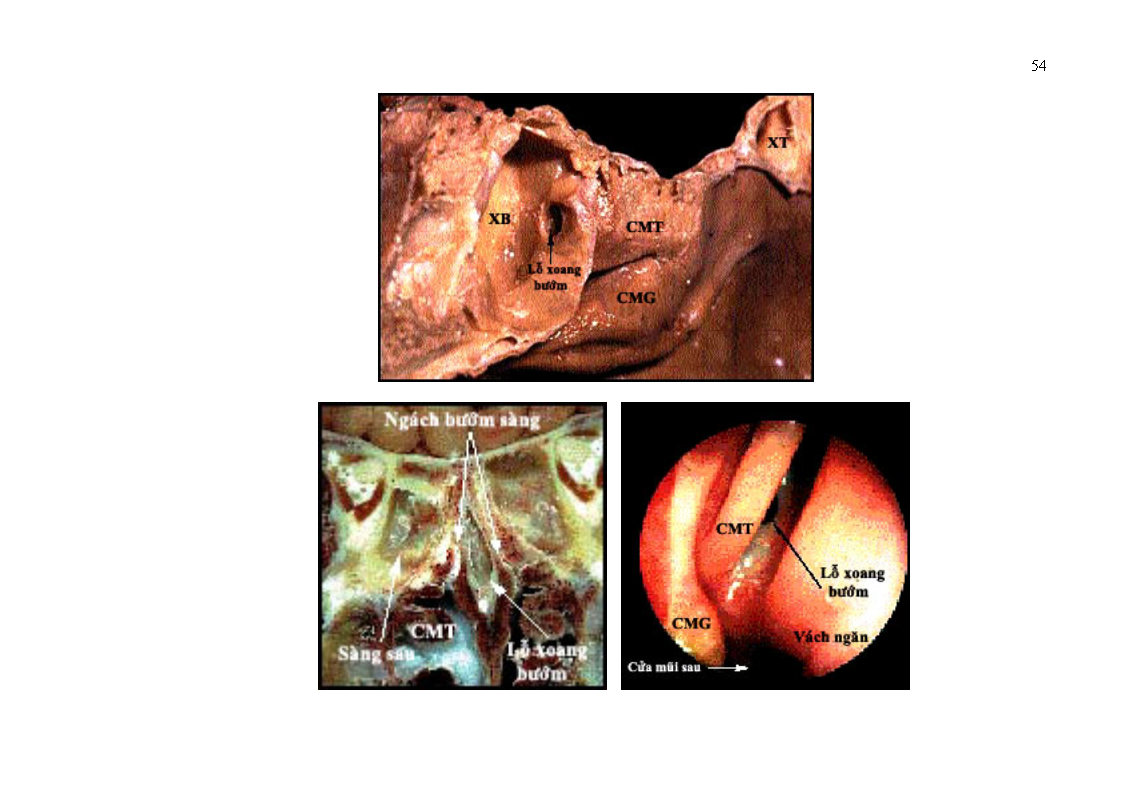 54
XT
XB
CMT
Lỗ xoang
bướm
CMG
Ngách bướm sàng
CMT
Sàng sau
Lỗ xoang
bướm
CMT
Lỗ xoang
bướm
CMG
Vách ngăn
Cửa mũi sau